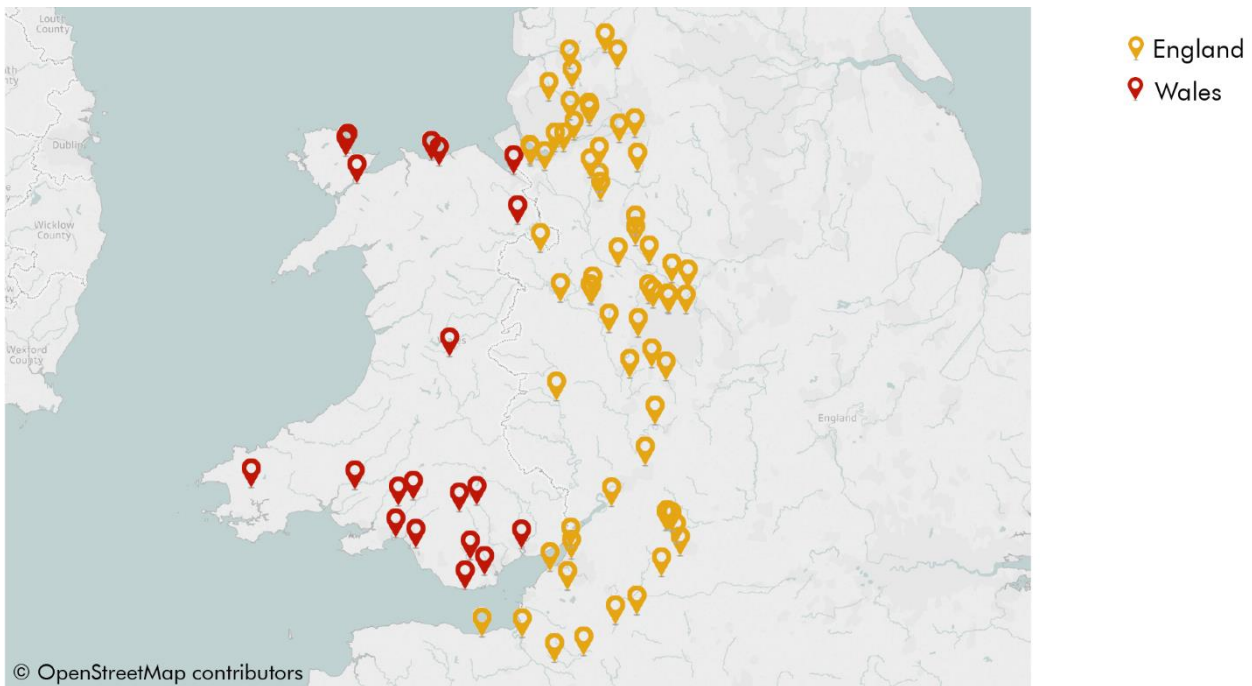 Louth
County
Dublin
Wicklow
County
Wexford
County
England
© OpenStreetMap contributors
England
Wales